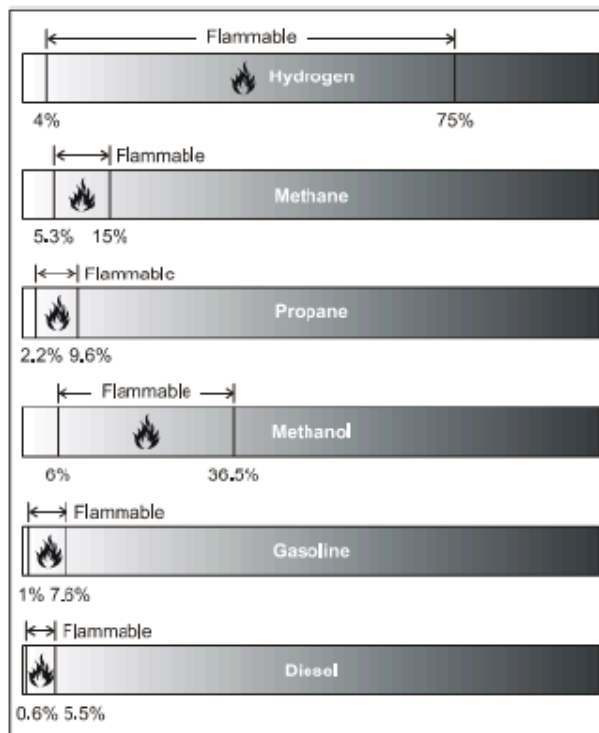 Flammable
Hydrogen
4% 75%
Flammable
Methane
5.3% 15%
Flammable
Propane
2.2% 9.6%
Flammable
Methanol
6% 36.5%
Flammable
Gasoline
1% 7.6%
Flammable
Diesel
0.6% 5.5%